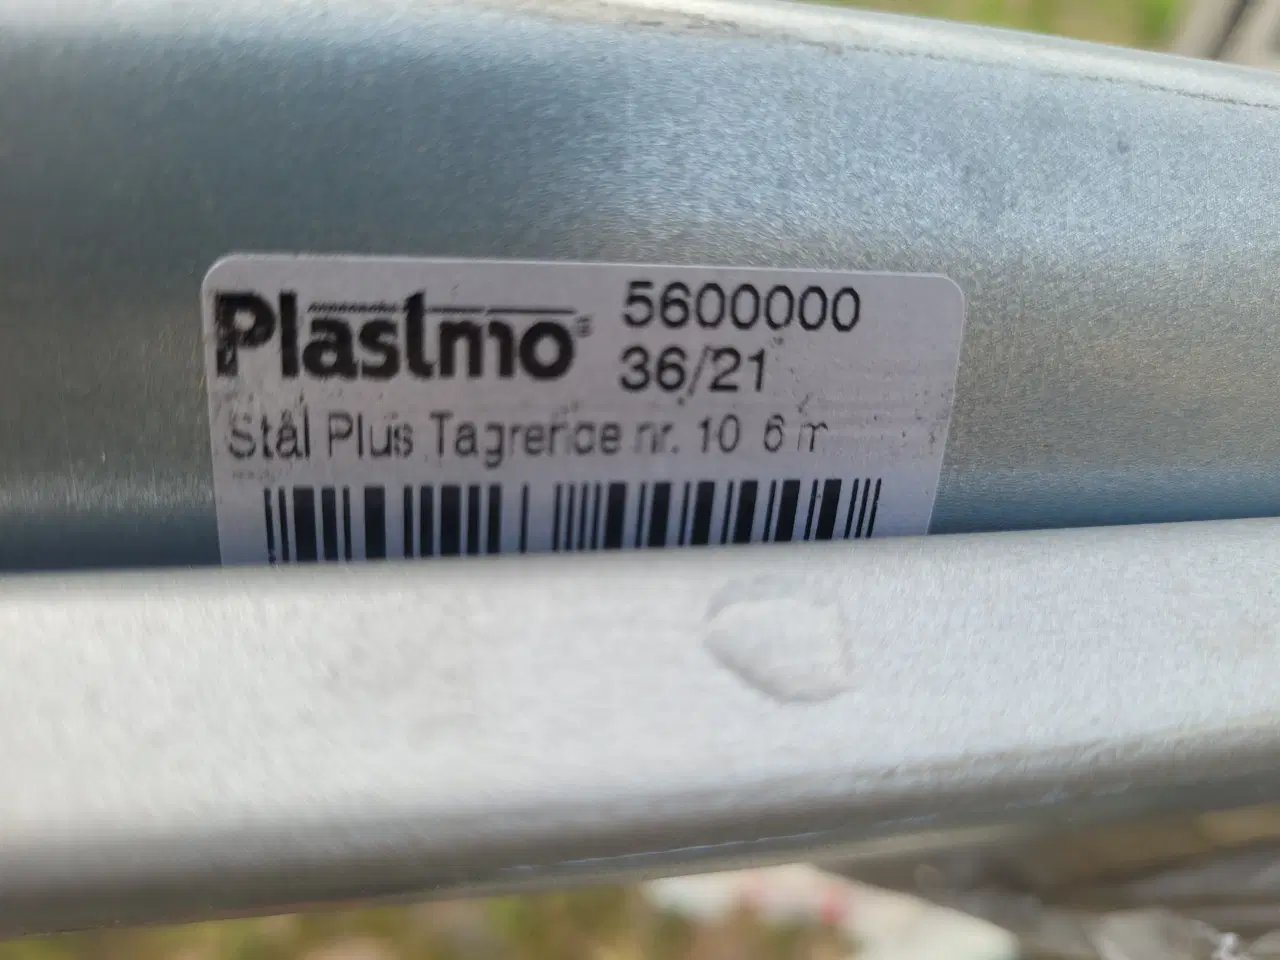 Plastmo® 5600000
36/21
Stål Plus Tagrende nr. 10 6 m